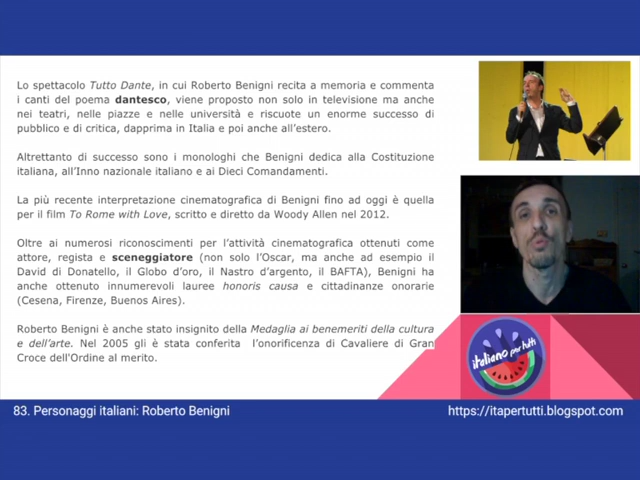 Lo spettacolo Tutto Dante, in cui Roberto Benigni recita a memoria e commenta
i canti del poema dantesco, viene proposto non solo in televisione ma anche
nei teatri, nelle piazze e nelle università e riscuote un enorme successo di
pubblico e di critica, dapprima in Italia e poi anche all'estero.
Altrettanto di successo sono i monologhi che Benigni dedica alla Costituzione
italiana, all'Inno nazionale italiano e ai Dieci Comandamenti.
La più recente interpretazione cinematografica di Benigni fino ad oggi è quella
per il film To Rome with Love, scritto e diretto da Woody Allen nel 2012.
Oltre ai numerosi riconoscimenti per l'attività cinematografica ottenuti come
attore, regista e sceneggiatore (non solo l'Oscar, ma anche ad esempio il
David di Donatello, il Globo d'oro, il Nastro d'argento, il BAFTA), Benigni ha
anche ottenuto innumerevoli lauree honoris causa e cittadinanze onorarie
(Cesena, Firenze, Buenos Aires).
Roberto Benigni è anche stato insignito della Medaglia ai benemeriti della cultura
e dell'arte. Nel 2005 gli è stata conferita l'onorificenza di Cavaliere di Gran
Croce dell'Ordine al merito.
italiano per tutti
83. Personaggi italiani: Roberto Benigni
https://itapertutti.blogspot.com